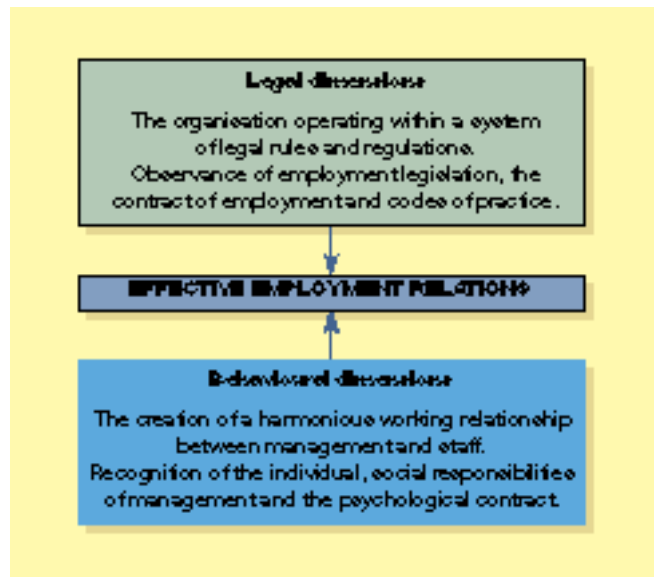 Legal dimensions
The organisation operating within a system
of legal rules and regulations.
Observance of employment legislation, the
contract of employment and codes of practice.
EFFECTIVE EMPLOYMENT RELATIONS
Behavioural dimensions
The creation of a harmonious working relationship
between management and staff.
Recognition of the individual, social responsibilities
of management and the psychological contract.